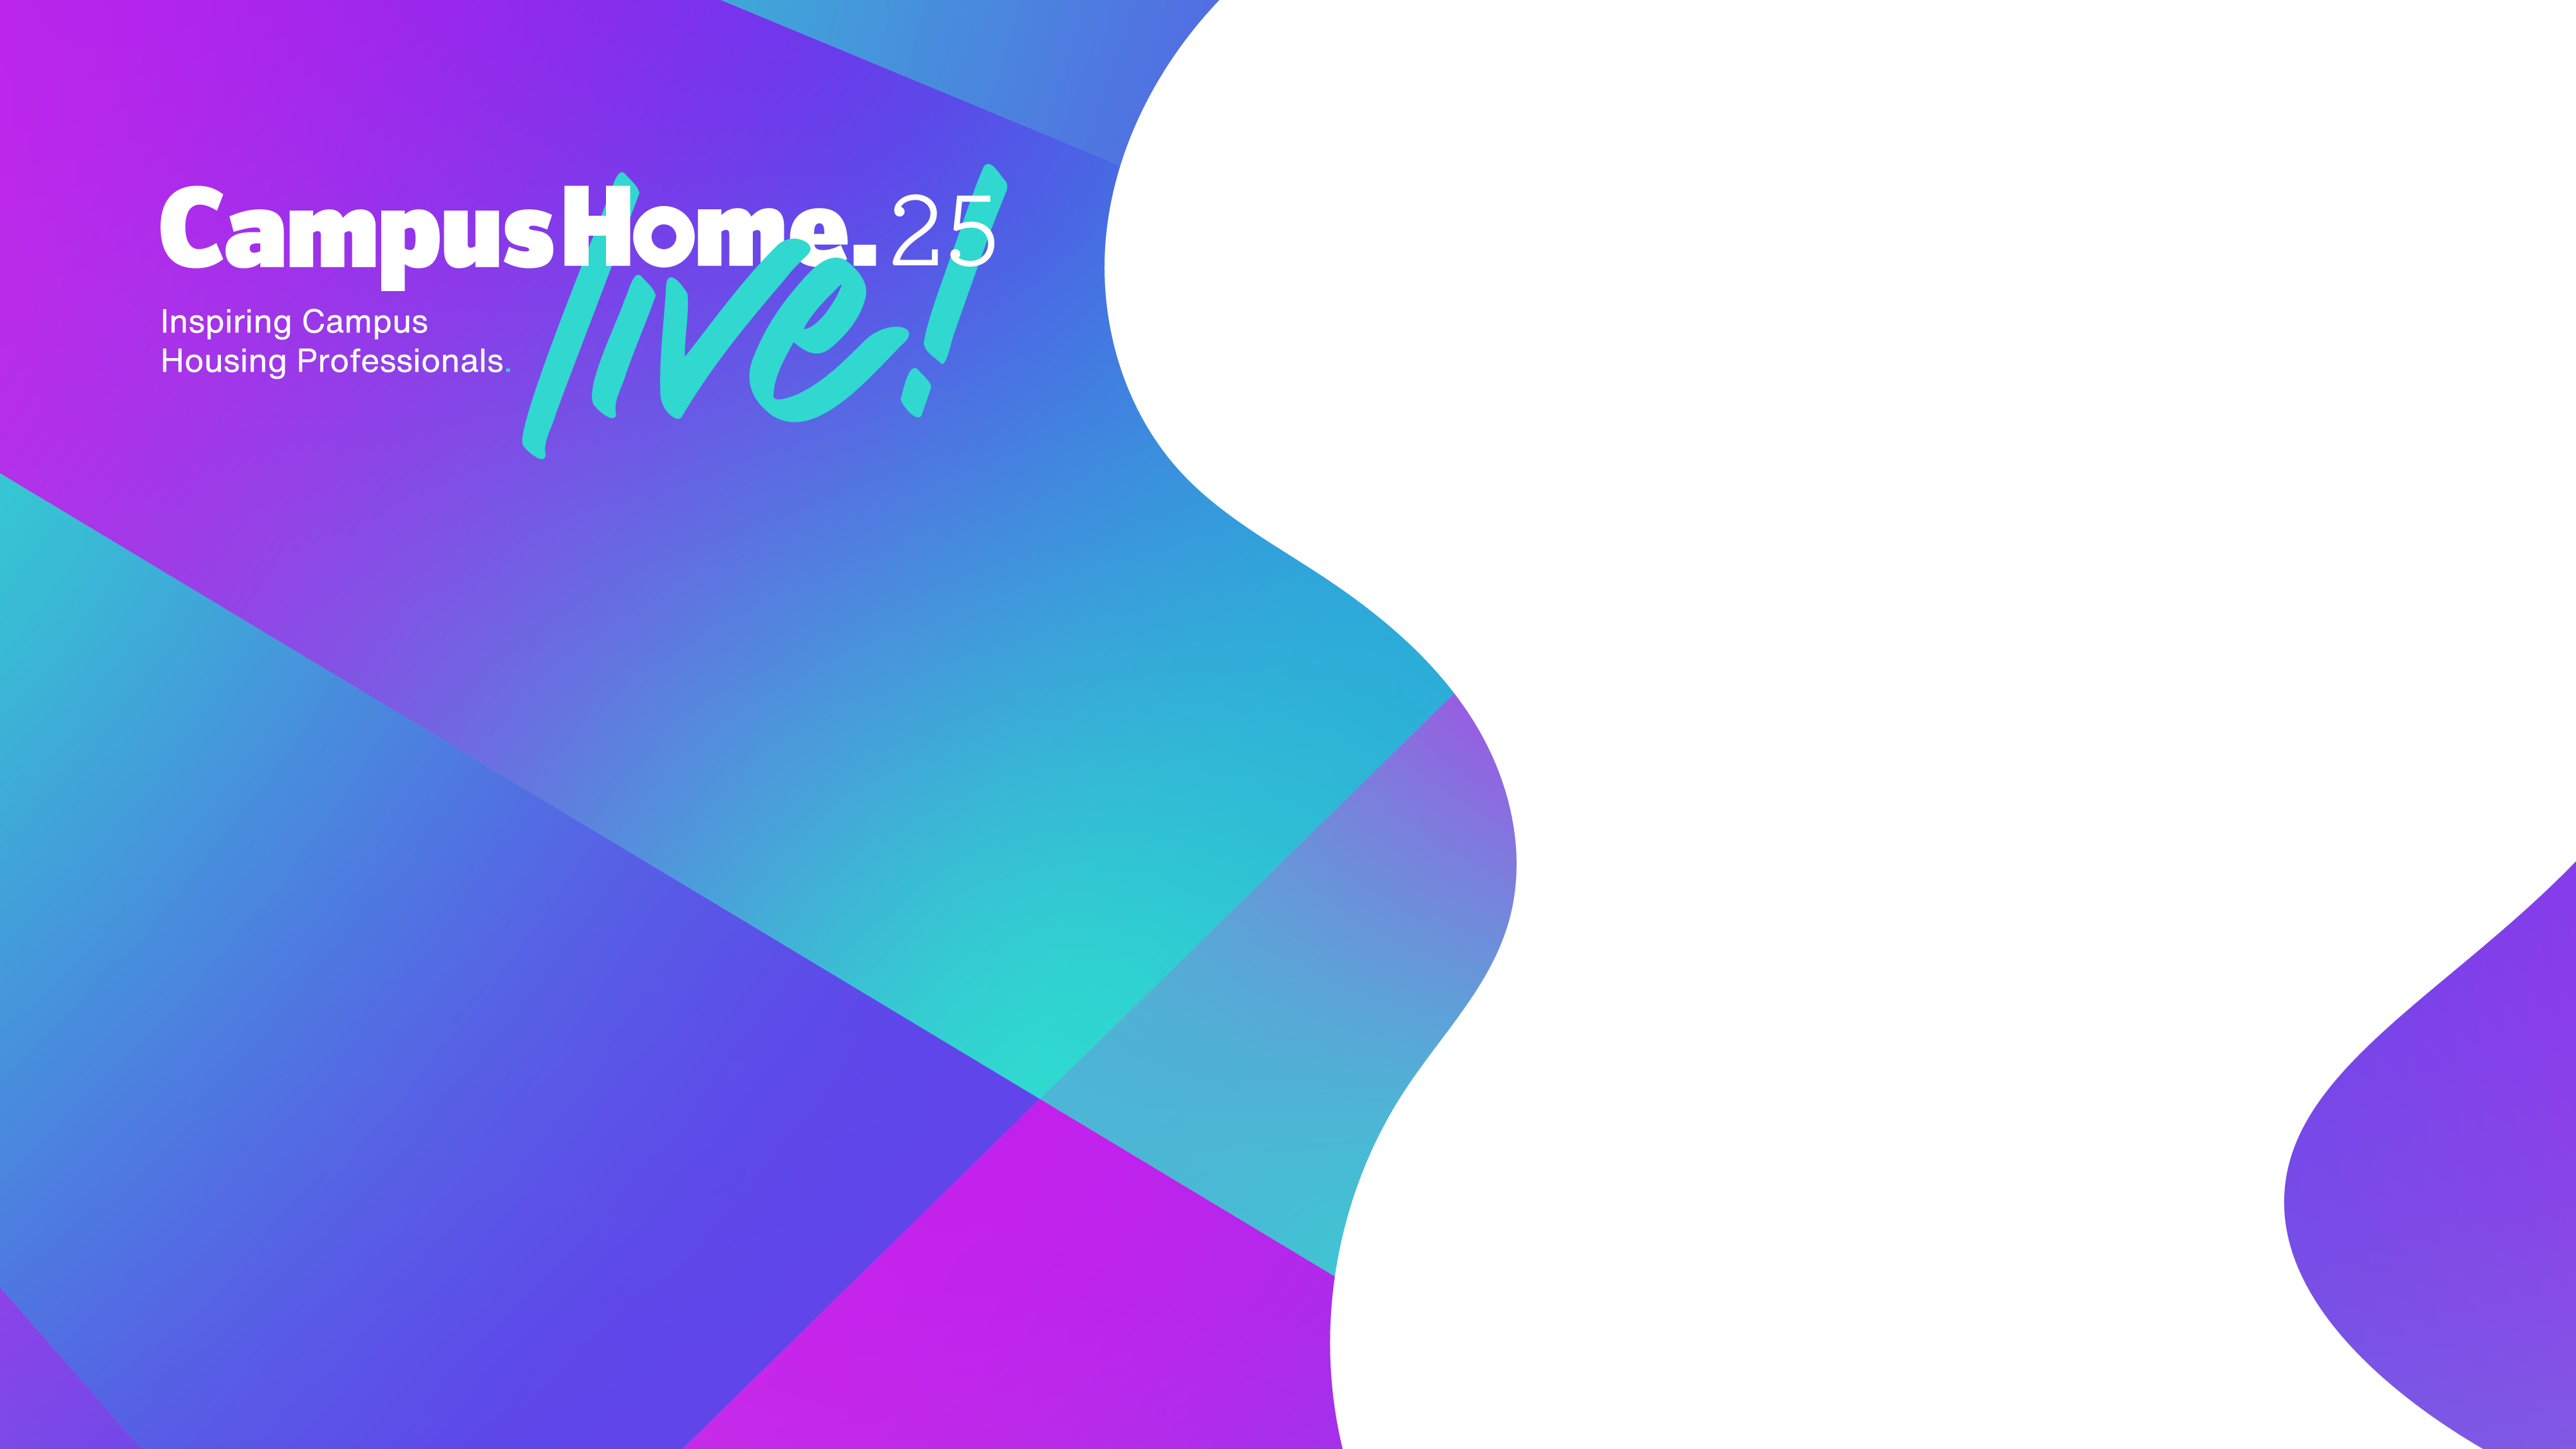 CampusHome.25
live!
Inspiring Campus
Housing Professionals.